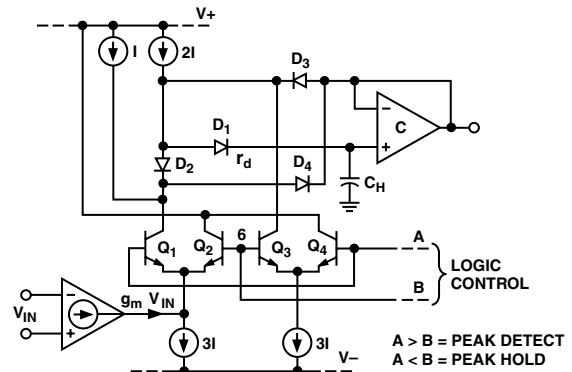 V+
I
2I
D3
D1
rd
C
−
+
D2
D4
CH
6
Q1
Q2
Q3
Q4
A
B
LOGIC
CONTROL
VIN
−
+
gm VIN
3I
3I
V−
A > B = PEAK DETECT
A < B = PEAK HOLD